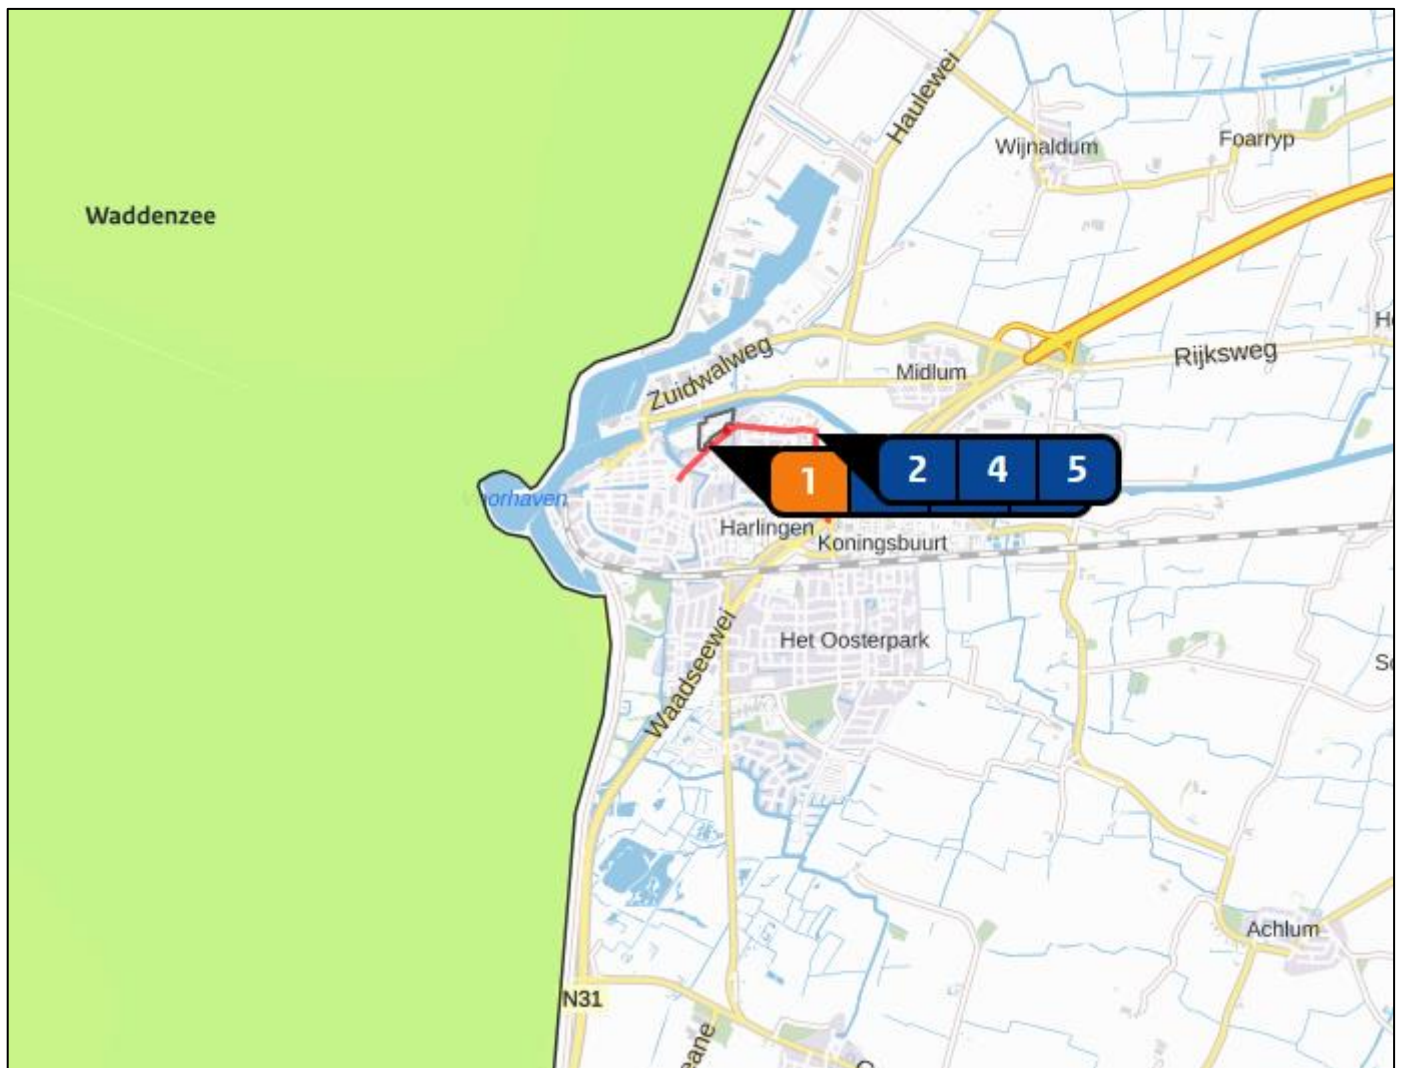 Haulewei
Wijnaldum
Foarryp
Waddenzee
Zuidwalweg
Midlum
Rijksweg
1
2
4
5
Harlingen
Koningsbuurt
Het Oosterpark
Waadseewei
Achlum
N31